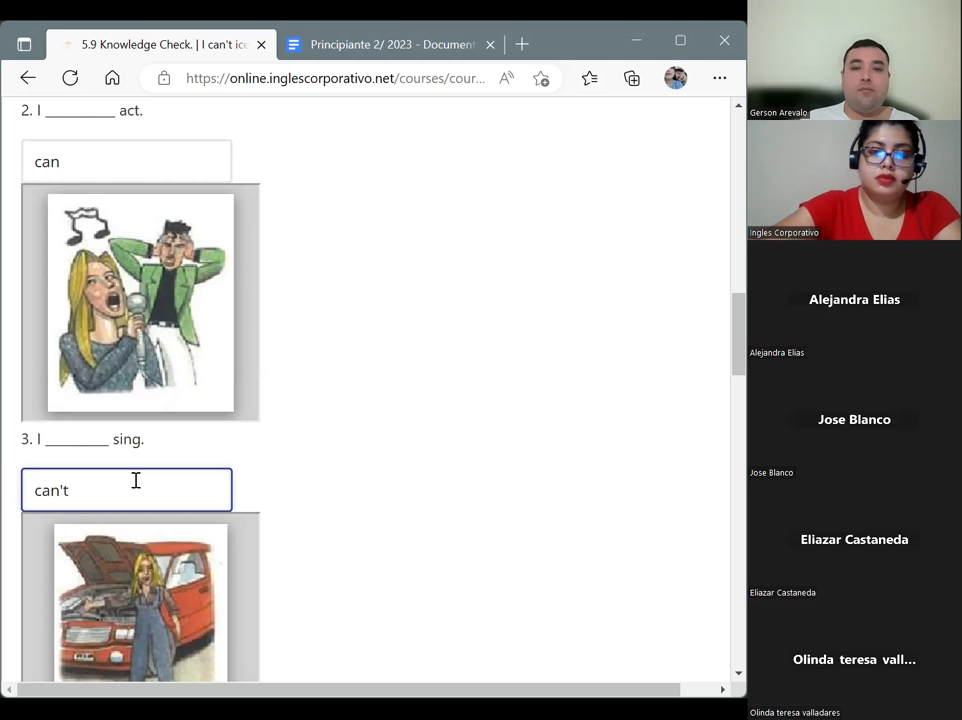 5.9 Knowledge Check. | I can't ice
Principiante 2/ 2023 - Document
https://online.inglescorporativo.net/courses/cour...
2. I __________ act.
can
3. I _________ sing.
can't
Gerson Arevalo
Ingles Corporativo
Alejandra Elias
Alejandra Elias
Jose Blanco
Jose Blanco
Eliazar Castaneda
Eliazar Castaneda
Olinda teresa vall...
Olinda teresa valladares